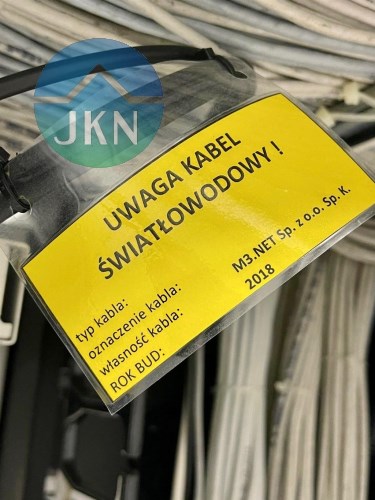 JKN
UWAGA KABEL
ŚWIATŁOWODOWY !
typ kabla:
oznaczenie kabla:
własność kabla: M3.NET Sp. z o.o. Sp. K.
ROK BUD: 2018